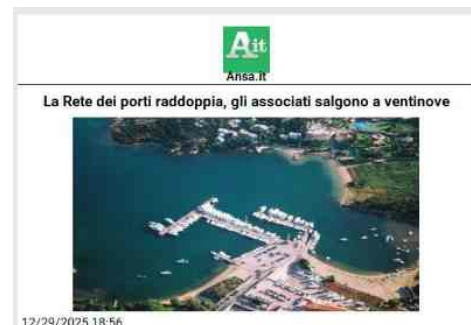 Ait
Ansa.it
La Rete dei porti raddoppia, gli associati salgono a ventinove
12/29/2025 18:56